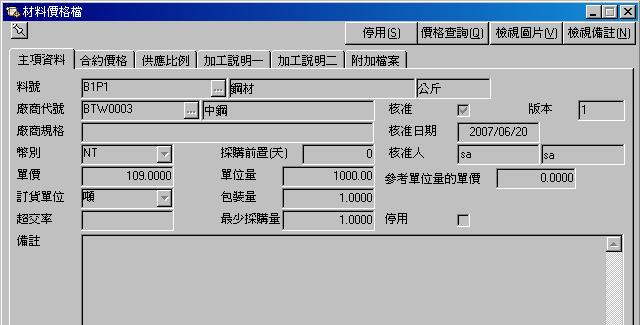 材料價格檔
停用(S) 價格查詢(Q) 檢視圖片(V) 檢視備註(N)
主項資料 合約價格 供應比例 加工說明一 加工說明二 附加檔案
料號 B1P1 ... 鋼材 公斤
廠商代號 BTW0003 ... 中鋼 核准 版本 1
廠商規格 核准日期 2007/06/20
幣別 NT 採購前置(天) 0 核准人 sa sa
單價 109.0000 單位量 1000.00 參考單位量的單價 0.0000
訂貨單位 噸 包裝量 1.0000
超交率 最少採購量 1.0000 停用
備註